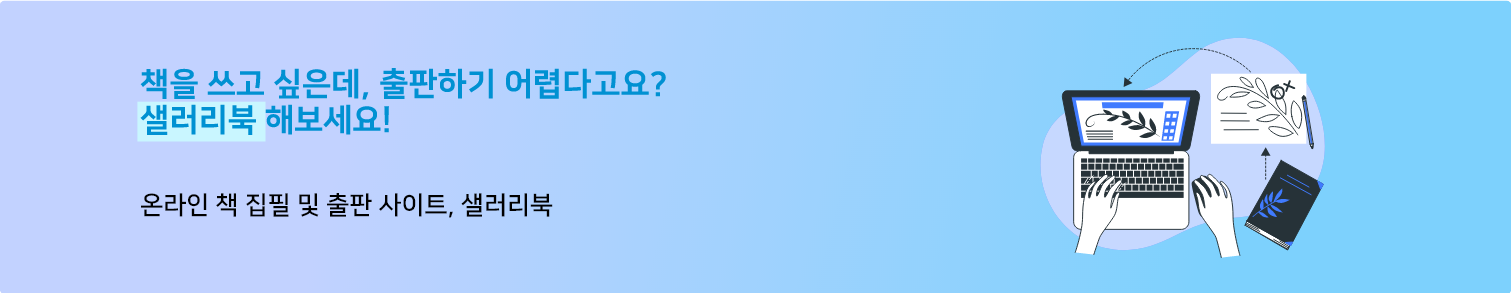 책을 쓰고 싶은데, 출판하기 어렵다고요?
샐러리북 해보세요!
온라인 책 집필 및 출판 사이트, 샐러리북